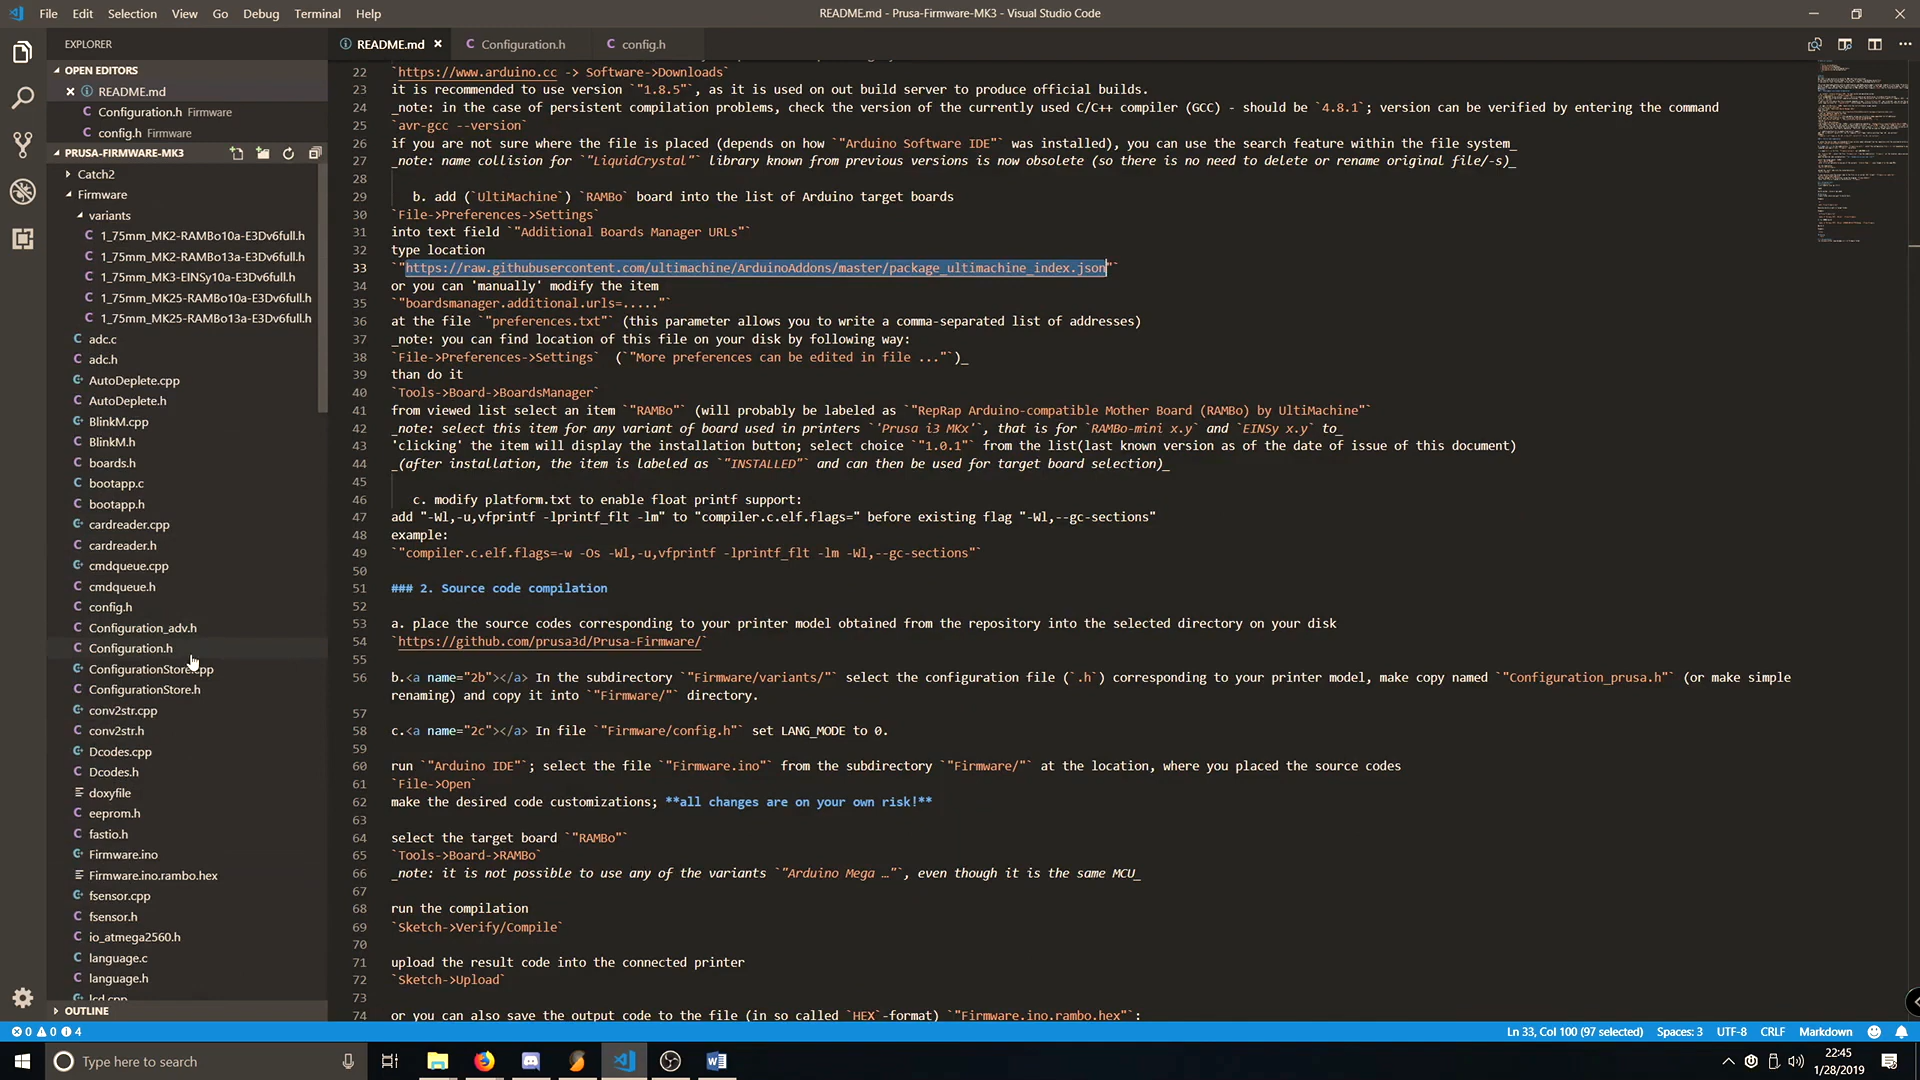 File Edit Selection View Go Debug Terminal Help
README.md - Prusa-Firmware-MK3 - Visual Studio Code
EXPLORER
OPEN EDITORS
README.md
Configuration.h Firmware
config.h Firmware
PRUSA-FIRMWARE-MK3
Catch2
Firmware
variants
1_75mm_MK2-RAMBo10a-E3Dv6full.h
1_75mm_MK2-RAMBo13a-E3Dv6full.h
1_75mm_MK3-EINSy10a-E3Dv6full.h
1_75mm_MK25-RAMBo10a-E3Dv6full.h
1_75mm_MK25-RAMBo13a-E3Dv6full.h
adc.c
adc.h
AutoDeplete.cpp
AutoDeplete.h
BlinkM.cpp
BlinkM.h
boards.h
bootapp.c
bootapp.h
cardreader.cpp
cardreader.h
cmdqueue.cpp
cmdqueue.h
config.h
Configuration_adv.h
Configuration.h
ConfigurationStore.cpp
ConfigurationStore.h
conv2str.cpp
conv2str.h
Dcodes.cpp
Dcodes.h
doxyfile
eeprom.h
fastio.h
Firmware.ino
Firmware.ino.rambo.hex
fsensor.cpp
fsensor.h
io_atmega2560.h
language.c
language.h
lcd.cpp
OUTLINE
README.md Configuration.h config.h
22 `https://www.arduino.cc -> Software->Downloads`
23 it is recommended to use version `"1.8.5"`, as it is used on out build server to produce official builds.
24 _note: in the case of persistent compilation problems, check the version of the currently used C/C++ compiler (GCC) - should be `4.8.1`; version can be verified by entering the command
25 `avr-gcc --version`
26 if you are not sure where the file is placed (depends on how `"Arduino Software IDE"` was installed), you can use the search feature within the file system_
27 _note: name collision for `"LiquidCrystal"` library known from previous versions is now obsolete (so there is no need to delete or rename original file/-s)_
28
29 b. add (`UltiMachine`) `RAMBo` board into the list of Arduino target boards
30 `File->Preferences->Settings`
31 into text field `"Additional Boards Manager URLs"`
32 type location
33 `"https://raw.githubusercontent.com/ultimachine/ArduinoAddons/master/package_ultimachine_index.json"`
34 or you can 'manually' modify the item
35 `"boardsmanager.additional.urls=....."`
36 at the file `"preferences.txt"` (this parameter allows you to write a comma-separated list of addresses)
37 _note: you can find location of this file on your disk by following way:
38 `File->Preferences->Settings` (`"More preferences can be edited in file ..."`)_
39 than do it
40 `Tools->Board->BoardsManager`
41 from viewed list select an item `"RAMBo"` (will probably be labeled as `"RepRap Arduino-compatible Mother Board (RAMBo) by UltiMachine"`
42 _note: select this item for any variant of board used in printers `'Prusa i3 MKx'`, that is for `RAMBo-mini x.y` and `EINSy x.y` to_
43 'clicking' the item will display the installation button; select choice `"1.0.1"` from the list(last known version as of the date of issue of this document)
44 _(after installation, the item is labeled as `"INSTALLED"` and can then be used for target board selection)_
45
46 c. modify platform.txt to enable float printf support:
47 add "-Wl,-u,vfprintf -lprintf_flt -lm" to "compiler.c.elf.flags=" before existing flag "-Wl,--gc-sections"
48 example:
49 `"compiler.c.elf.flags=-w -Os -Wl,-u,vfprintf -lprintf_flt -lm -Wl,--gc-sections"`
50
51 ### 2. Source code compilation
52
53 a. place the source codes corresponding to your printer model obtained from the repository into the selected directory on your disk
54 `https://github.com/prusa3d/Prusa-Firmware/`
55
56 b.<a name="2b"></a> In the subdirectory `"Firmware/variants/"` select the configuration file (`.h`) corresponding to your printer model, make copy named `"Configuration_prusa.h"` (or make simple
renaming) and copy it into `"Firmware/"` directory.
57
58 c.<a name="2c"></a> In file `"Firmware/config.h"` set LANG_MODE to 0.
59
60 run `"Arduino IDE"`; select the file `"Firmware.ino"` from the subdirectory `"Firmware/"` at the location, where you placed the source codes
61 `File->Open`
62 make the desired code customizations; **all changes are on your own risk!**
63
64 select the target board `"RAMBo"`
65 `Tools->Board->RAMBo`
66 _note: it is not possible to use any of the variants `"Arduino Mega …"`, even though it is the same MCU_
67
68 run the compilation
69 `Sketch->Verify/Compile`
70
71 upload the result code into the connected printer
72 `Sketch->Upload`
73
74 or you can also save the output code to the file (in so called `HEX`-format) `"Firmware.ino.rambo.hex"`:
0 0 4
Ln 33, Col 100 (97 selected) Spaces: 3 UTF-8 CRLF Markdown
Type here to search
22:45
1/28/2019